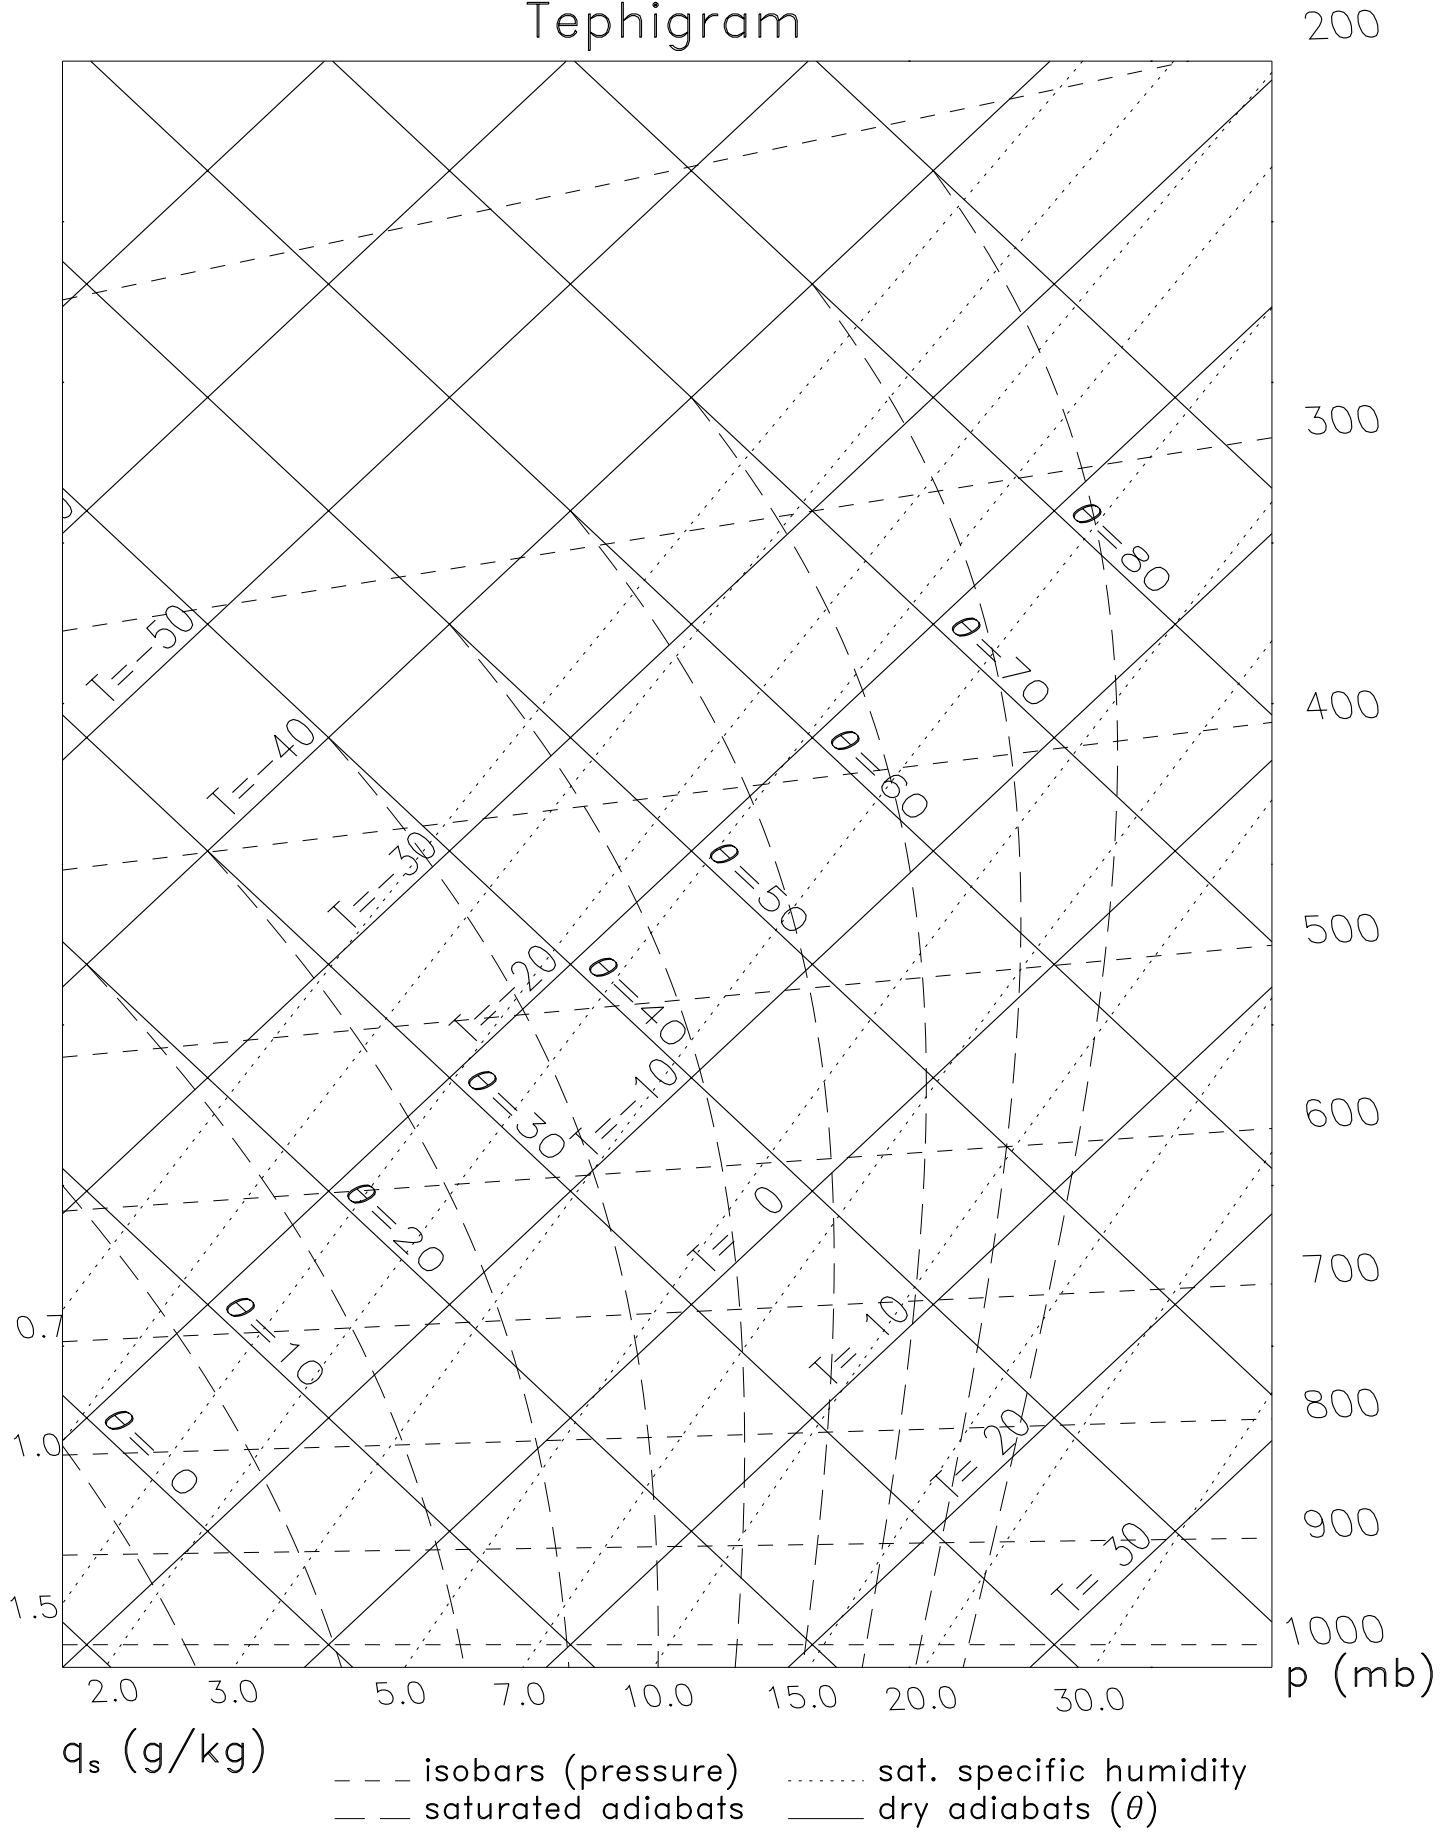 Tephigram
200
300
0
θ=80
T=-50
θ=70
400
T=-40
θ=60
T=-30
θ=50
500
T=-20
θ=40
T=-10
θ=30
600
θ=20
T= 0
700
0.7
θ=10
T= 10
800
1.0
θ= 0
T= 20
900
T= 30
1.5
1000
p (mb)
2.0 3.0 5.0 7.0 10.0 15.0 20.0 30.0
qs (g/kg)
isobars (pressure) sat. specific humidity
saturated adiabats dry adiabats (θ)